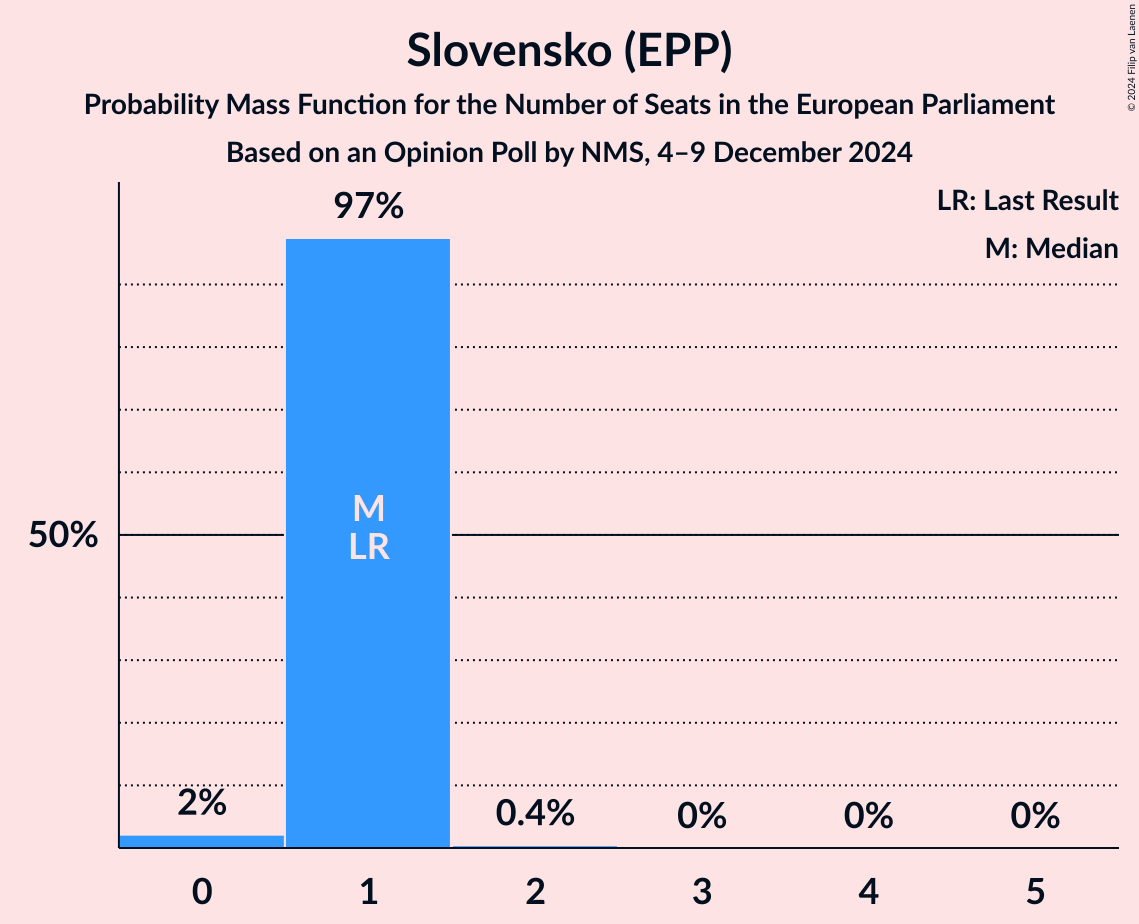 Slovensko (EPP)
Probability Mass Function for the Number of Seats in the European Parliament
Based on an Opinion Poll by NMS, 4–9 December 2024
© 2024 Filip van Laenen
LR: Last Result
M: Median
97%
50%
M
LR
2%
0.4%
0%
0%
0%
0
1
2
3
4
5